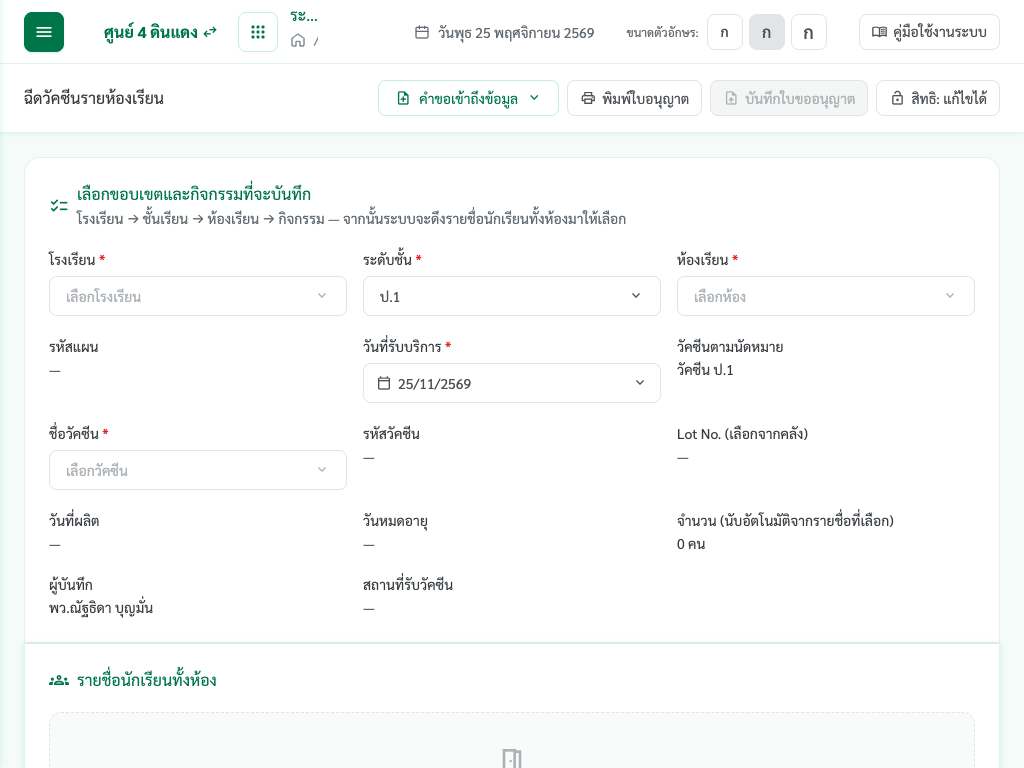 ศูนย์ 4 ดินแดง
ระ...
/
วันพุธ 25 พฤศจิกายน 2569
ขนาดตัวอักษร:
ก
ก
ก
คู่มือใช้งานระบบ
ฉีดวัคซีนรายห้องเรียน
คำขอเข้าถึงข้อมูล
พิมพ์ใบอนุญาต
บันทึกใบขออนุญาต
สิทธิ: แก้ไขได้
เลือกขอบเขตและกิจกรรมที่จะบันทึก
โรงเรียน → ชั้นเรียน → ห้องเรียน → กิจกรรม — จากนั้นระบบจะดึงรายชื่อนักเรียนทั้งห้องมาให้เลือก
โรงเรียน *
ระดับชั้น *
ห้องเรียน *
เลือกโรงเรียน
ป.1
เลือกห้อง
รหัสแผน
วันที่รับบริการ *
วัคซีนตามนัดหมาย
—
25/11/2569
วัคซีน ป.1
ชื่อวัคซีน *
รหัสวัคซีน
Lot No. (เลือกจากคลัง)
เลือกวัคซีน
—
—
วันที่ผลิต
วันหมดอายุ
จำนวน (นับอัตโนมัติจากรายชื่อที่เลือก)
—
—
0 คน
ผู้บันทึก
สถานที่รับวัคซีน
พว.ณัฐธิดา บุญมั่น
—
รายชื่อนักเรียนทั้งห้อง